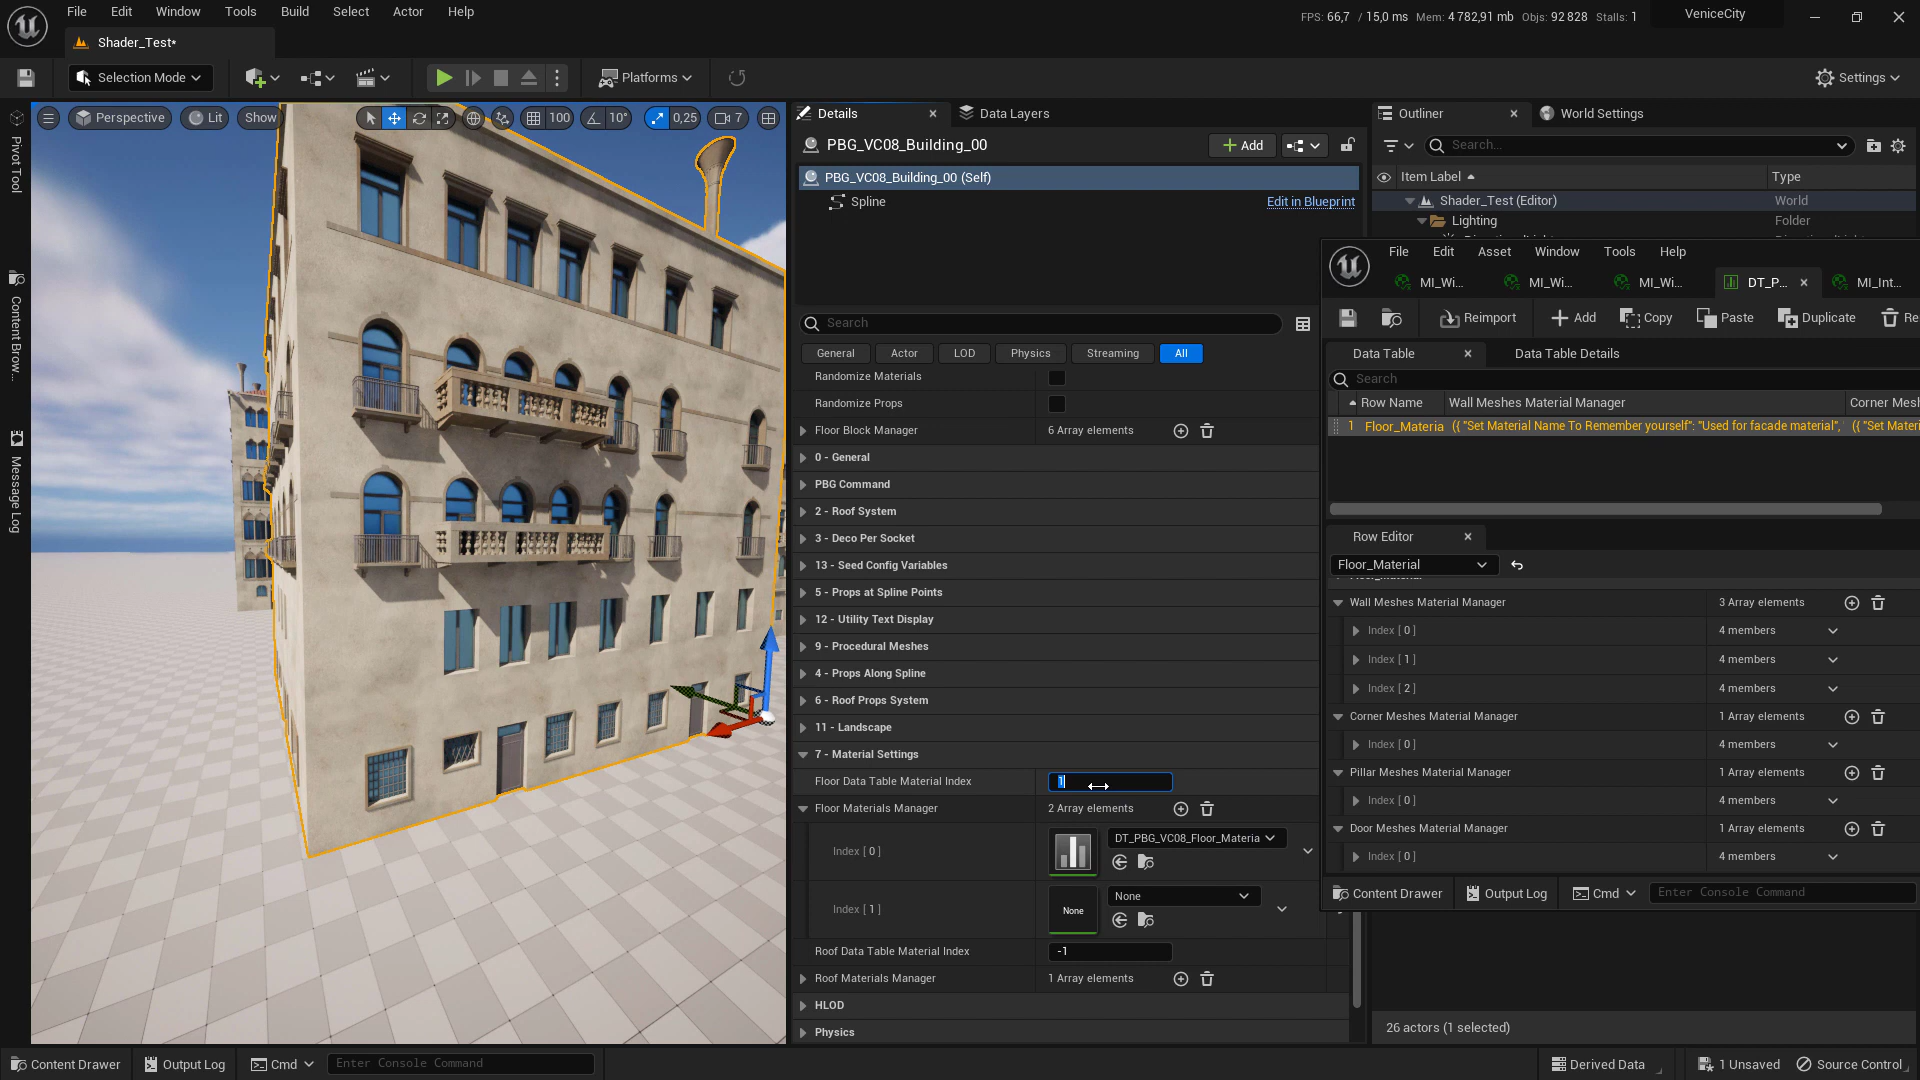 File Edit Window Tools Build Select Actor Help
FPS: 66,7 / 15,0 ms Mem: 4 782,91 mb Objs: 92 828 Stalls: 1
VeniceCity
Shader_Test*
Selection Mode
Platforms
Settings
Pivot Tool
Content Brow...
Message Log
Perspective
Lit
Show
100
10°
0,25
7
Details
Data Layers
PBG_VC08_Building_00
Add
PBG_VC08_Building_00 (Self)
Spline
Edit in Blueprint
Search
General
Actor
LOD
Physics
Streaming
All
Randomize Materials
Randomize Props
Floor Block Manager 6 Array elements
0 - General
PBG Command
2 - Roof System
3 - Deco Per Socket
13 - Seed Config Variables
5 - Props at Spline Points
12 - Utility Text Display
9 - Procedural Meshes
4 - Props Along Spline
6 - Roof Props System
11 - Landscape
7 - Material Settings
Floor Data Table Material Index 1
Floor Materials Manager 2 Array elements
Index [ 0 ]
DT_PBG_VC08_Floor_Materia
Index [ 1 ]
None
None
Roof Data Table Material Index -1
Roof Materials Manager 1 Array elements
HLOD
Physics
Outliner
World Settings
Search...
Item Label Type
Shader_Test (Editor) World
Lighting Folder
File Edit Asset Window Tools Help
MI_Wi...
MI_Wi...
MI_Wi...
DT_P...
MI_Int...
Reimport
Add
Copy
Paste
Duplicate
Re
Data Table
Data Table Details
Search
Row Name Wall Meshes Material Manager Corner Mesh
1 Floor_Materia ({ "Set Material Name To Remember yourself": "Used for facade material", ({ "Set Materi
Row Editor
Floor_Material
Wall Meshes Material Manager 3 Array elements
Index [ 0 ] 4 members
Index [ 1 ] 4 members
Index [ 2 ] 4 members
Corner Meshes Material Manager 1 Array elements
Index [ 0 ] 4 members
Pillar Meshes Material Manager 1 Array elements
Index [ 0 ] 4 members
Door Meshes Material Manager 1 Array elements
Index [ 0 ] 4 members
Content Drawer
Output Log
Cmd
Enter Console Command
26 actors (1 selected)
Content Drawer
Output Log
Cmd
Enter Console Command
Derived Data
1 Unsaved
Source Control